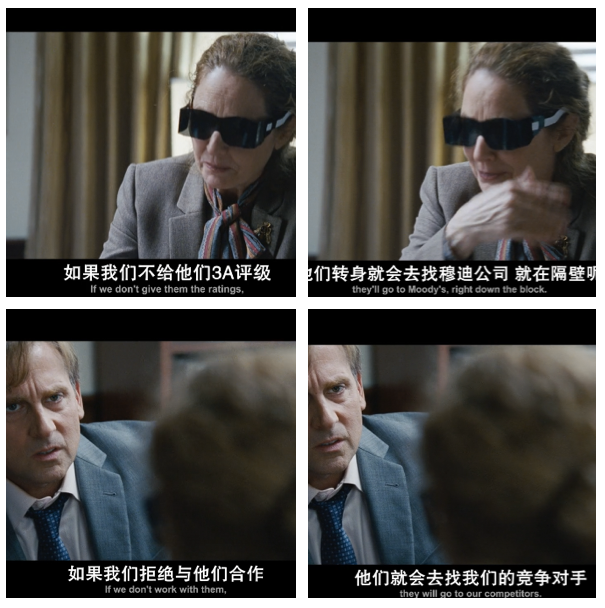 如果我们不给他们3A评级
If we don't give them the ratings,
们转身就会去找穆迪公司 就在隔壁呢
they'll go to Moody's, right down the block.
如果我们拒绝与他们合作
If we don't work with them,
他们就会去找我们的竞争对手
they will go to our competitors.